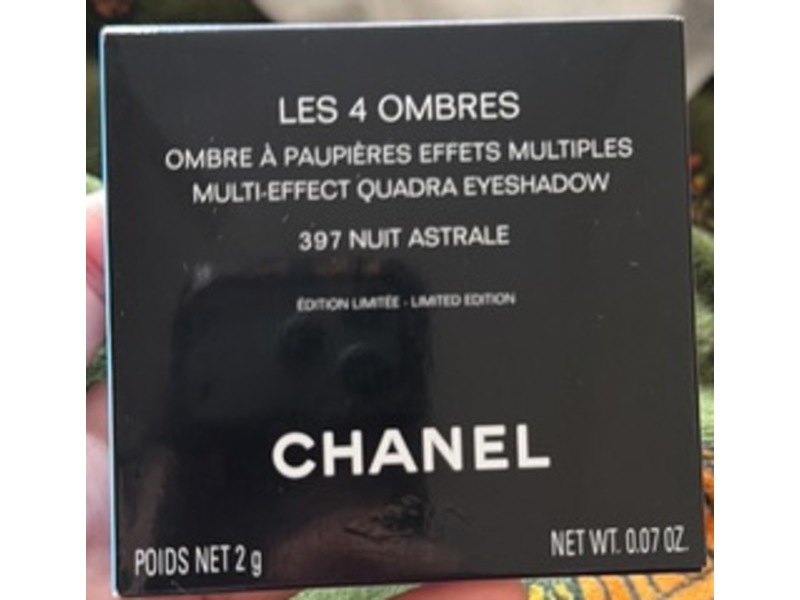 LES 4 OMBRES
OMBRE À PAUPIÈRES EFFETS MULTIPLES
MULTI-EFFECT QUADRA EYESHADOW
397 NUIT ASTRALE
ÉDITION LIMITÉE - LIMITED EDITION
CHANEL
POIDS NET 2 g
NET WT. 0.07 OZ.